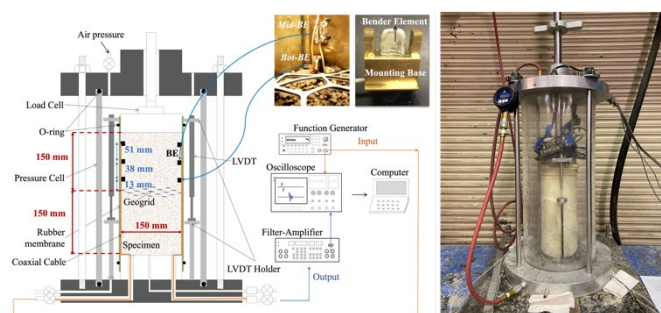 Air pressure
Load Cell
O-ring
150 mm
Pressure Cell
150 mm
Rubber
membrane
Coaxial Cable
51 mm
38 mm
13 mm
BE
Geogrid
150 mm
Specimen
LVDT
LVDT Holder
Mid-BE
Bot-BE
Bender Element
Mounting Base
Function Generator
Input
Oscilloscope
Computer
Filter-Amplifier
Output